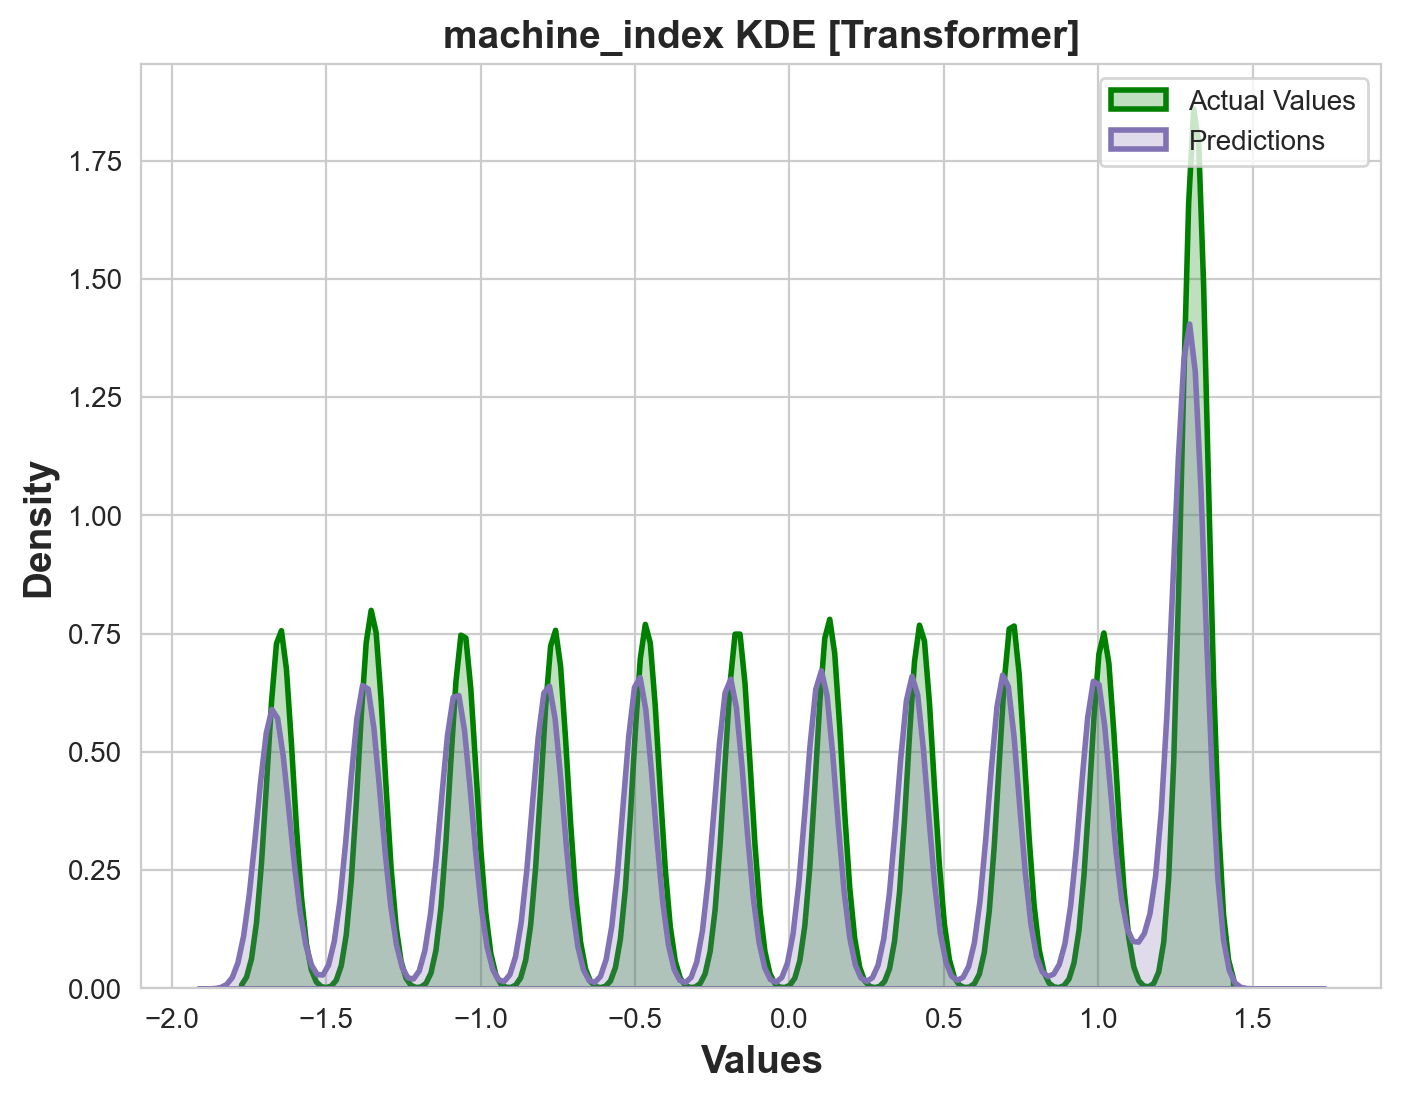 machine_index KDE [Transformer]
Actual Values
Predictions
Density
1.75
1.50
1.25
1.00
0.75
0.50
0.25
0.00
−2.0 −1.5 −1.0 −0.5 0.0 0.5 1.0 1.5
Values